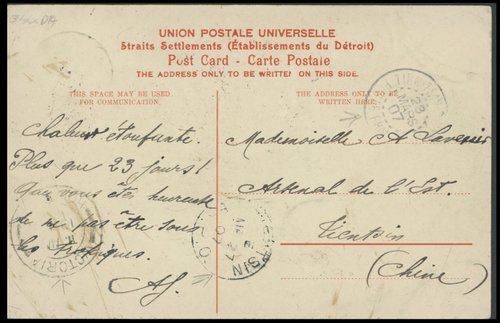 UNION POSTALE UNIVERSELLE
Straits Settlements (Établissements du Détroit)
Post Card - Carte Postale
THE ADDRESS ONLY TO BE WRITTEN ON THIS SIDE.
THIS SPACE MAY BE USED
FOR COMMUNICATION.
THE ADDRESS ONLY TO BE
WRITTEN HERE.
Chaleur étouffante.
Plus que 23 jours!
Que vous êtes heureuse
de ne pas être sous
les Tropiques.
AS.
Mademoiselle A
Arsenal de l'Est.
Tientsin
(Chine)
VICTORIA
07